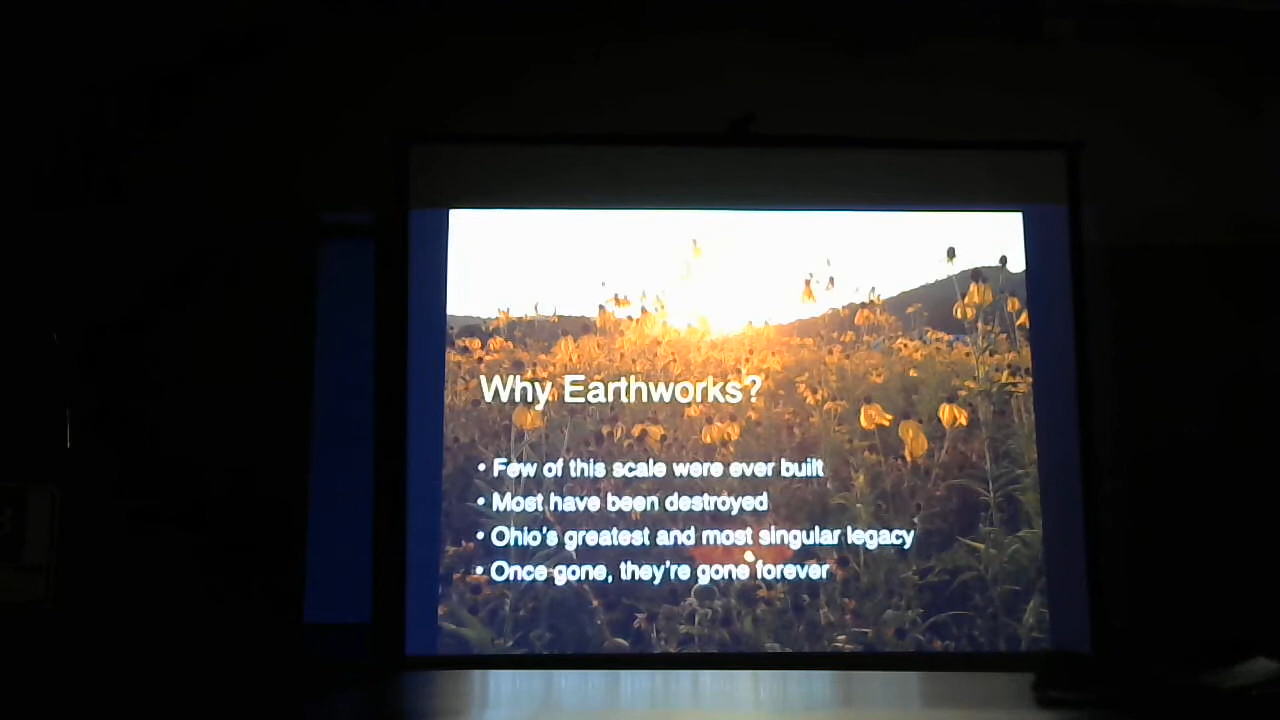 Why Earthworks?
• Few of this scale were ever built
• Most have been destroyed
• Ohio's greatest and most singular legacy
• Once gone, they're gone forever